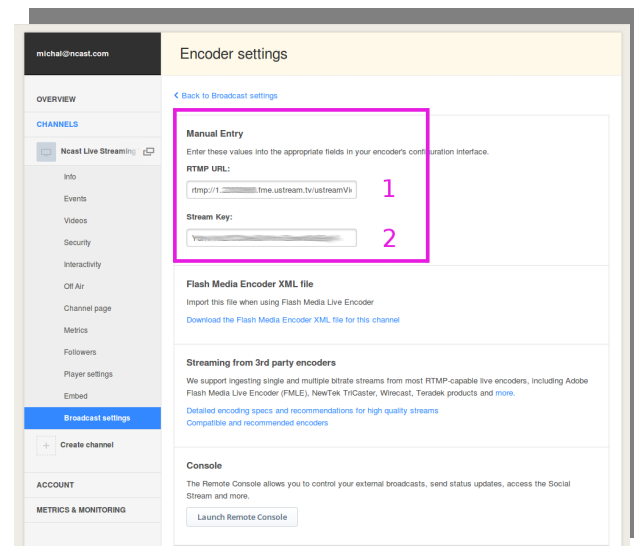 michal@ncast.com
Encoder settings
OVERVIEW
CHANNELS
Ncast Live Streaming
Info
Events
Videos
Security
Interactivity
Off Air
Channel page
Metrics
Followers
Player settings
Embed
Broadcast settings
Create channel
ACCOUNT
METRICS & MONITORING
Back to Broadcast settings
Manual Entry
Enter these values into the appropriate fields in your encoder's configuration interface.
RTMP URL:
rtmp://1. .fme.ustream.tv/ustreamVi
1
Stream Key:
Y
2
Flash Media Encoder XML file
Import this file when using Flash Media Live Encoder
Download the Flash Media Encoder XML file for this channel
Streaming from 3rd party encoders
We support ingesting single and multiple bitrate streams from most RTMP-capable live encoders, including Adobe
Flash Media Live Encoder (FMLE), NewTek TriCaster, Wirecast, Teradek products and more.
Detailed encoding specs and recommendations for high quality streams
Compatible and recommended encoders
Console
The Remote Console allows you to control your external broadcasts, send status updates, access the Social
Stream and more.
Launch Remote Console